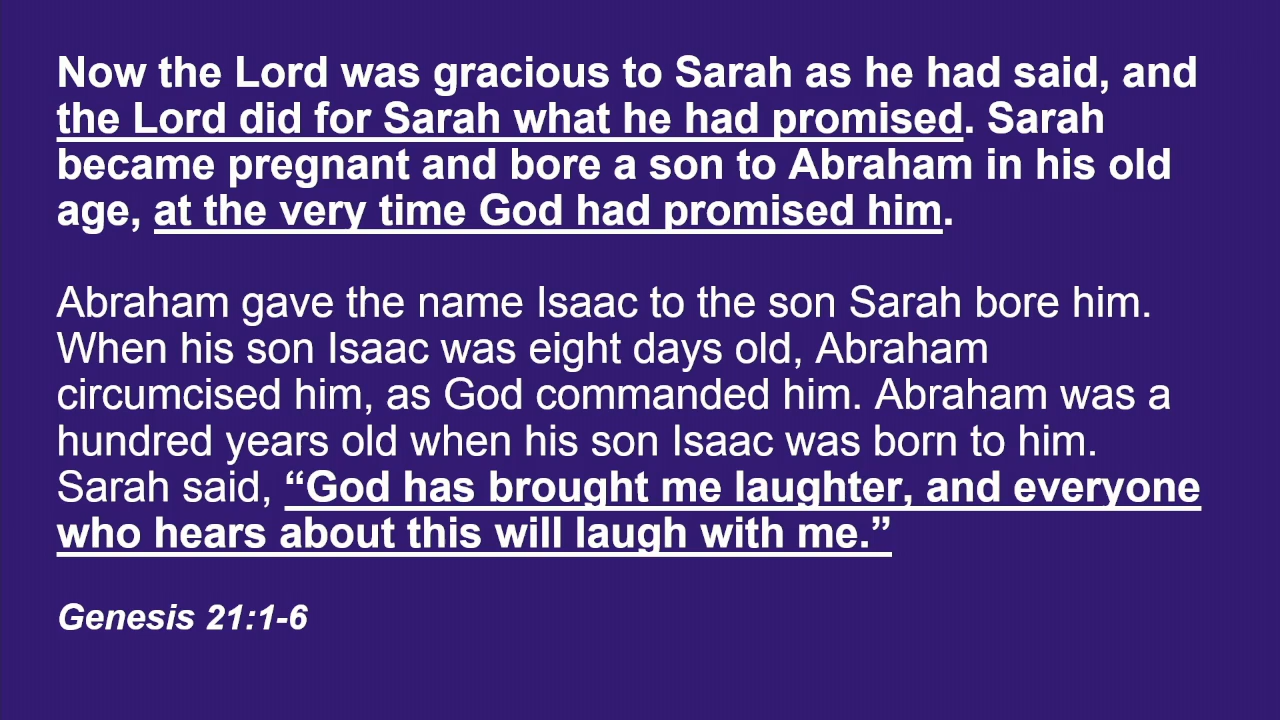 Now the Lord was gracious to Sarah as he had said, and
the Lord did for Sarah what he had promised. Sarah
became pregnant and bore a son to Abraham in his old
age, at the very time God had promised him.
Abraham gave the name Isaac to the son Sarah bore him.
When his son Isaac was eight days old, Abraham
circumcised him, as God commanded him. Abraham was a
hundred years old when his son Isaac was born to him.
Sarah said, “God has brought me laughter, and everyone
who hears about this will laugh with me.”
Genesis 21:1-6